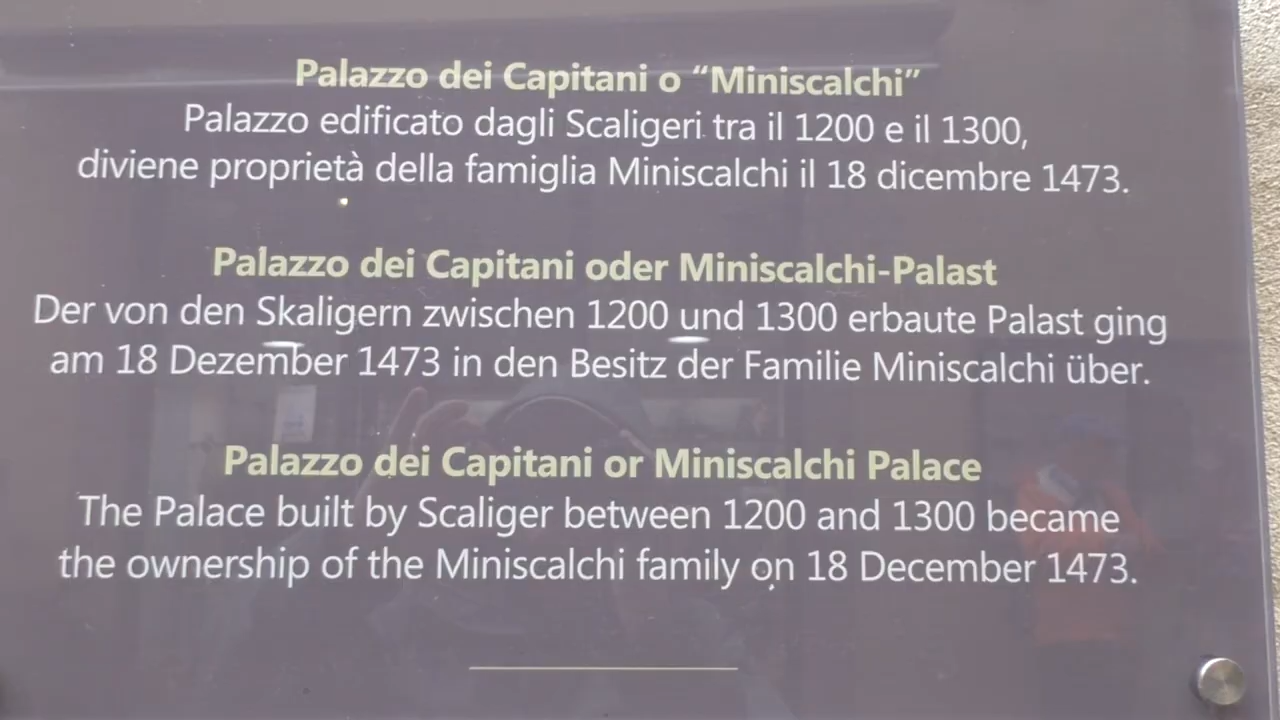 Palazzo dei Capitani o “Miniscalchi”
Palazzo edificato dagli Scaligeri tra il 1200 e il 1300,
diviene proprietà della famiglia Miniscalchi il 18 dicembre 1473.
Palazzo dei Capitani oder Miniscalchi-Palast
Der von den Skaligern zwischen 1200 und 1300 erbaute Palast ging
am 18 Dezember 1473 in den Besitz der Familie Miniscalchi über.
Palazzo dei Capitani or Miniscalchi Palace
The Palace built by Scaliger between 1200 and 1300 became
the ownership of the Miniscalchi family on 18 December 1473.